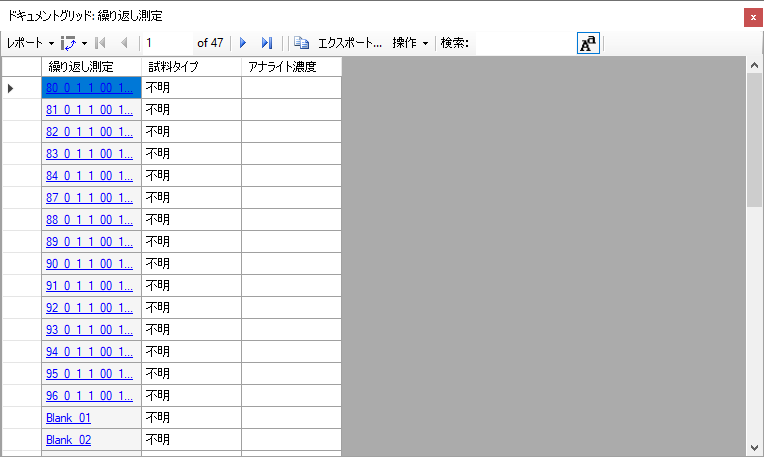 ドキュメントグリッド: 繰り返し測定
レポート 1 of 47 エクスポート... 操作 検索: Aa
繰り返し測定 試料タイプ アナライト濃度
80_0_1_1_00_1... 不明
81_0_1_1_00_1... 不明
82_0_1_1_00_1... 不明
83_0_1_1_00_1... 不明
84_0_1_1_00_1... 不明
87_0_1_1_00_1... 不明
88_0_1_1_00_1... 不明
89_0_1_1_00_1... 不明
90_0_1_1_00_1... 不明
91_0_1_1_00_1... 不明
92_0_1_1_00_1... 不明
93_0_1_1_00_1... 不明
94_0_1_1_00_1... 不明
95_0_1_1_00_1... 不明
96_0_1_1_00_1... 不明
Blank_01 不明
Blank_02 不明